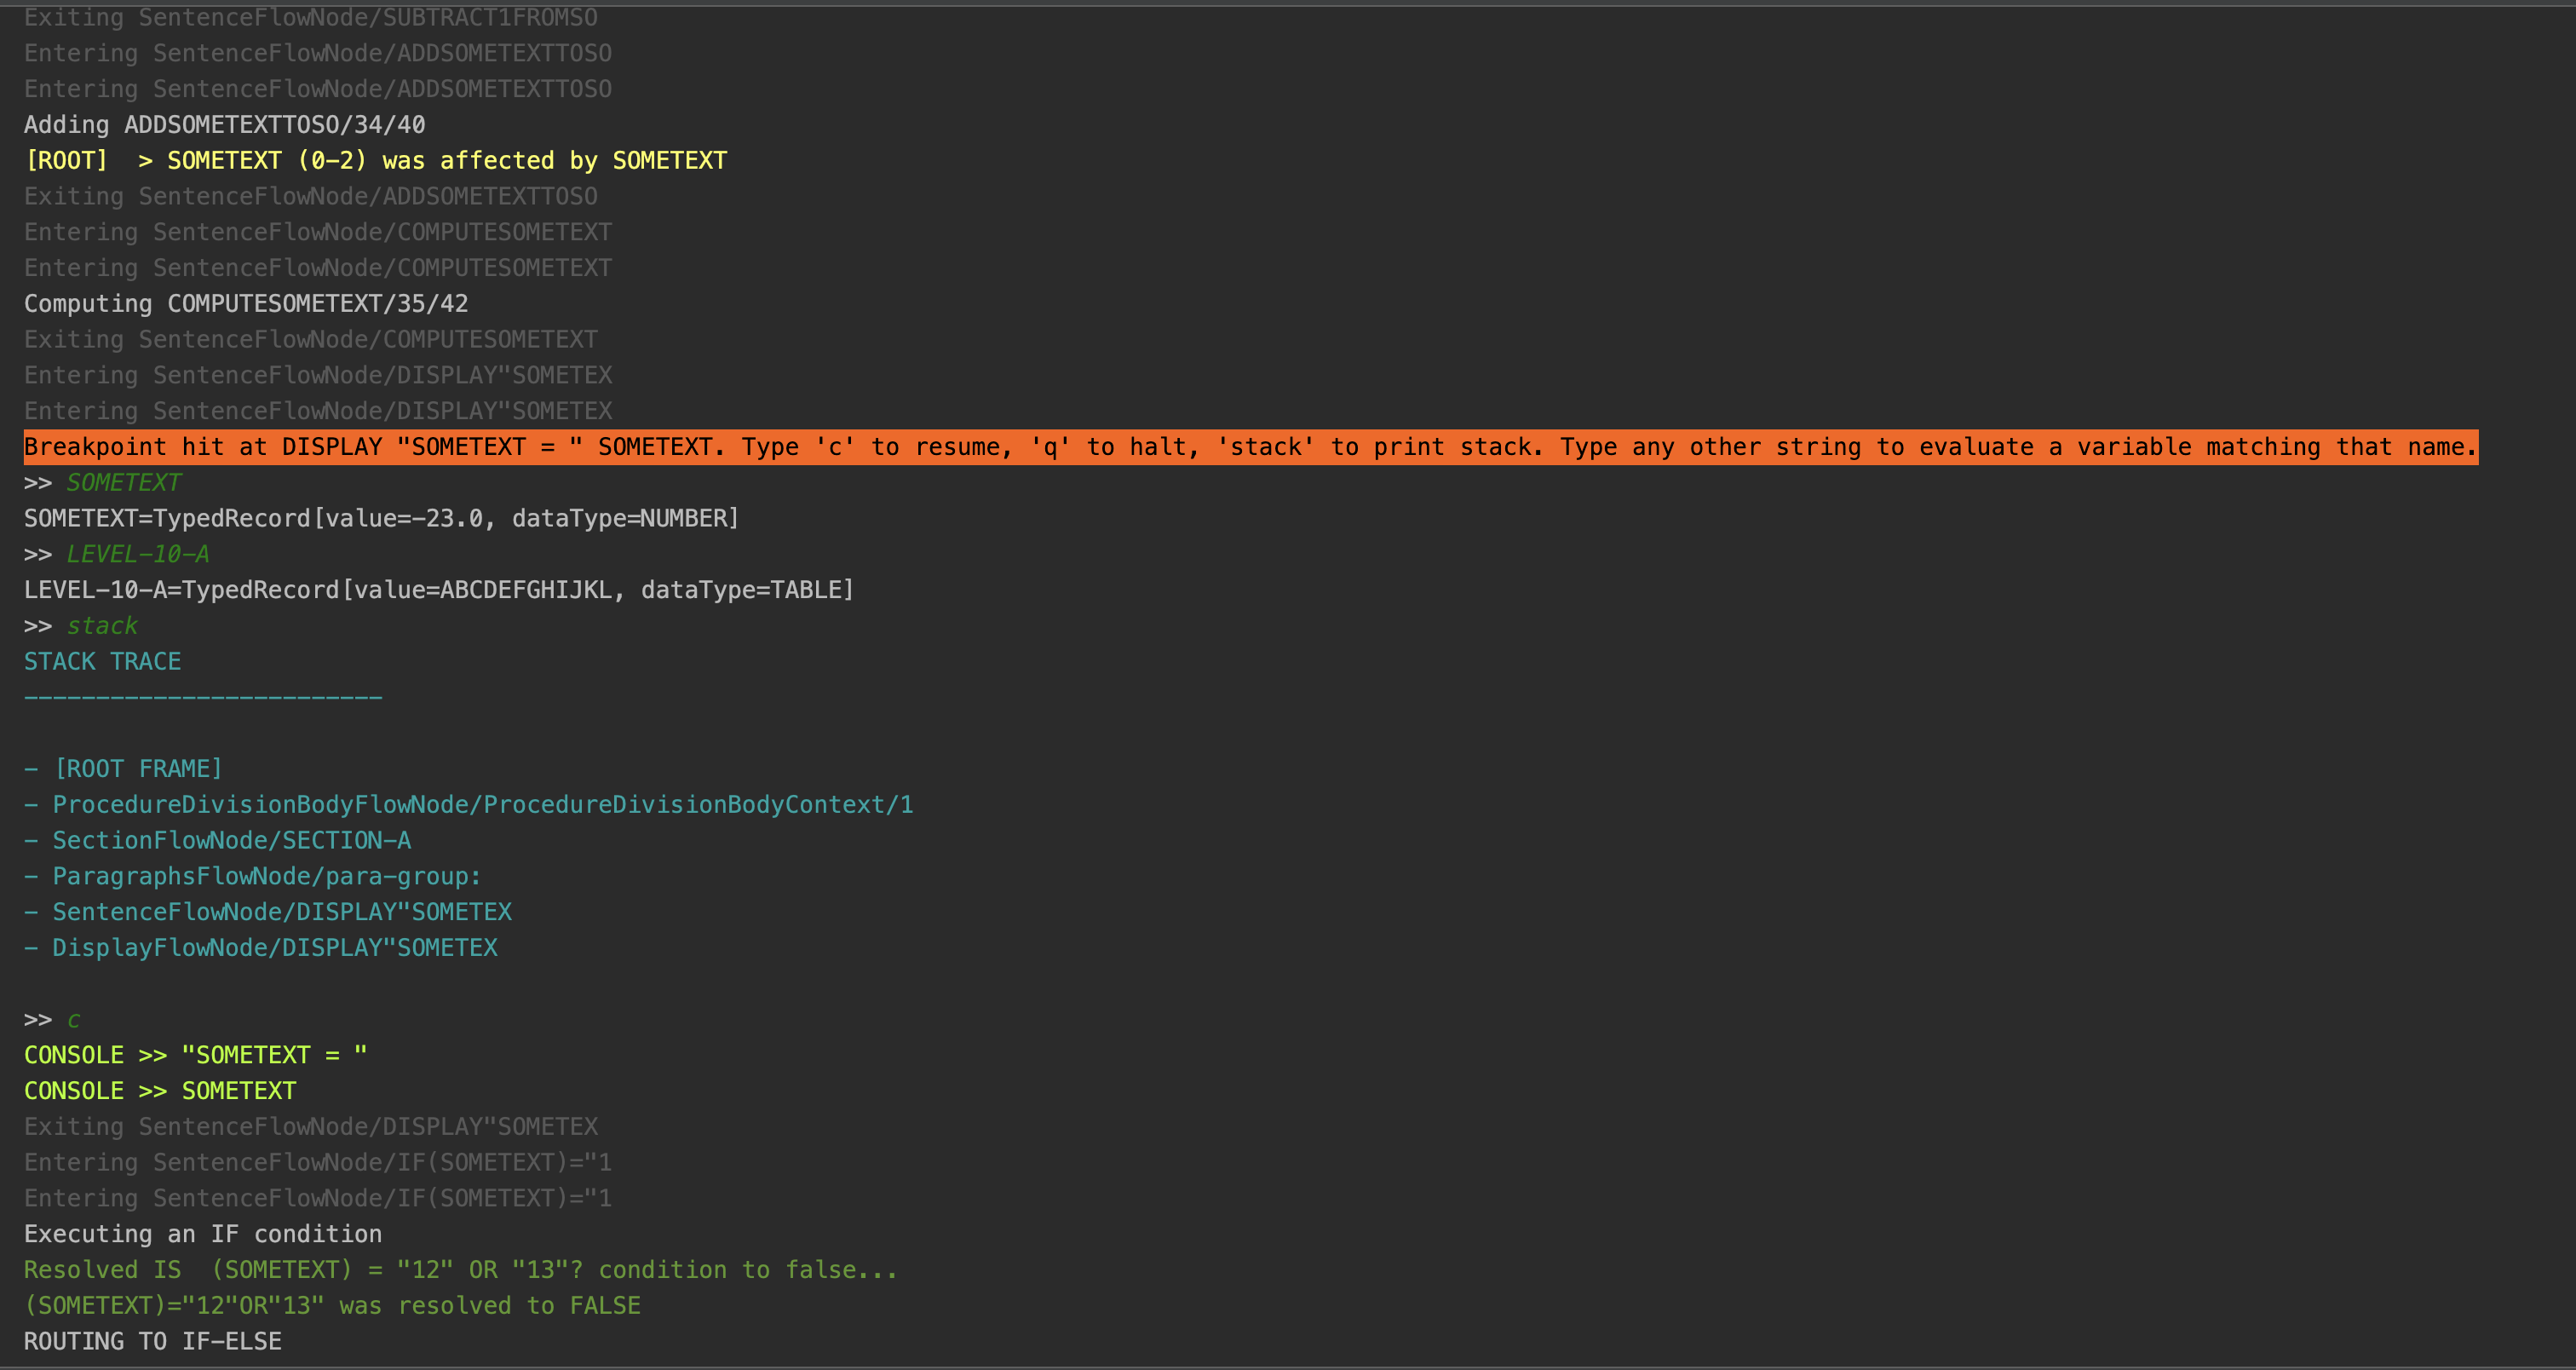 Exiting SentenceFlowNode/SUBTRACT1FROMSO
Entering SentenceFlowNode/ADDSOMETEXTTOSO
Entering SentenceFlowNode/ADDSOMETEXTTOSO
Adding ADDSOMETEXTTOSO/34/40
[ROOT]  > SOMETEXT (0-2) was affected by SOMETEXT
Exiting SentenceFlowNode/ADDSOMETEXTTOSO
Entering SentenceFlowNode/COMPUTESOMETEXT
Entering SentenceFlowNode/COMPUTESOMETEXT
Computing COMPUTESOMETEXT/35/42
Exiting SentenceFlowNode/COMPUTESOMETEXT
Entering SentenceFlowNode/DISPLAY"SOMETEX
Entering SentenceFlowNode/DISPLAY"SOMETEX
Breakpoint hit at DISPLAY "SOMETEXT = " SOMETEXT. Type 'c' to resume, 'q' to halt, 'stack' to print stack. Type any other string to evaluate a variable matching that name.
>> SOMETEXT
SOMETEXT=TypedRecord[value=-23.0, dataType=NUMBER]
>> LEVEL-10-A
LEVEL-10-A=TypedRecord[value=ABCDEFGHIJKL, dataType=TABLE]
>> stack
STACK TRACE
-------------------------
- [ROOT FRAME]
- ProcedureDivisionBodyFlowNode/ProcedureDivisionBodyContext/1
- SectionFlowNode/SECTION-A
- ParagraphsFlowNode/para-group:
- SentenceFlowNode/DISPLAY"SOMETEX
- DisplayFlowNode/DISPLAY"SOMETEX
>> c
CONSOLE >> "SOMETEXT = "
CONSOLE >> SOMETEXT
Exiting SentenceFlowNode/DISPLAY"SOMETEX
Entering SentenceFlowNode/IF(SOMETEXT)="1
Entering SentenceFlowNode/IF(SOMETEXT)="1
Executing an IF condition
Resolved IS  (SOMETEXT) = "12" OR "13"? condition to false...
(SOMETEXT)="12"OR"13" was resolved to FALSE
ROUTING TO IF-ELSE